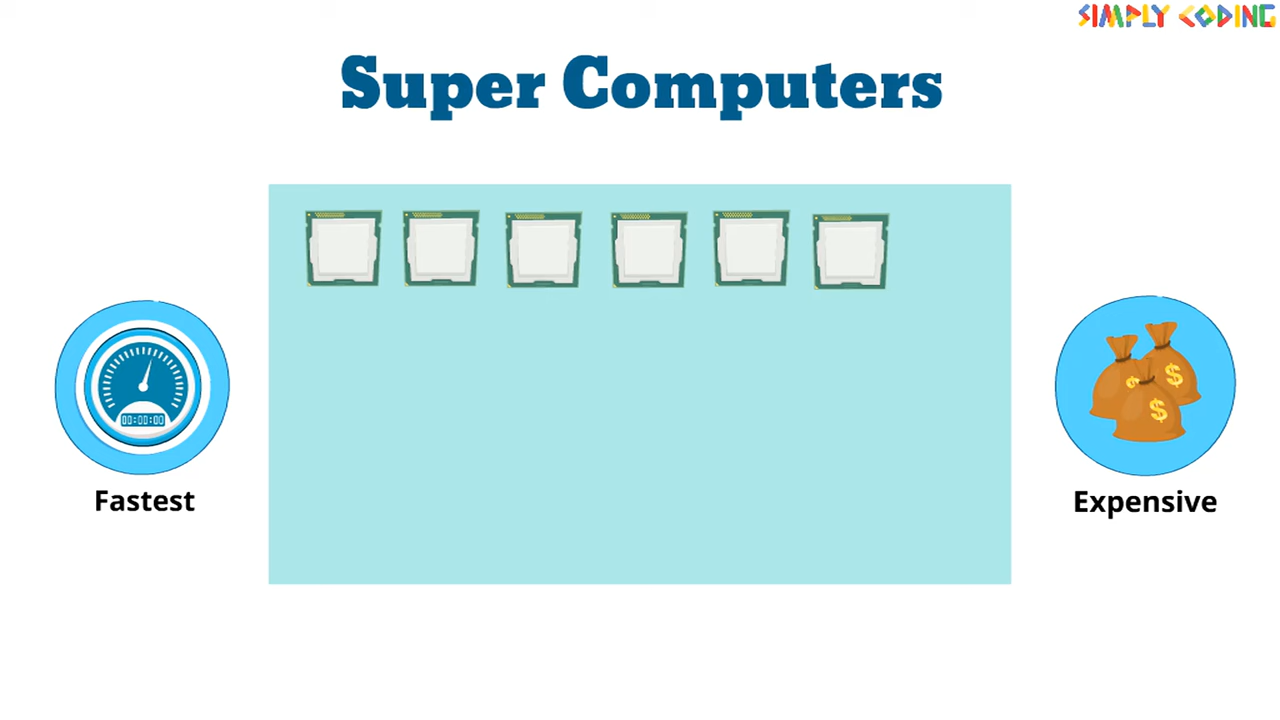 SIMPLY CODING
Super Computers
00:00:00
$ $
$
Fastest
Expensive